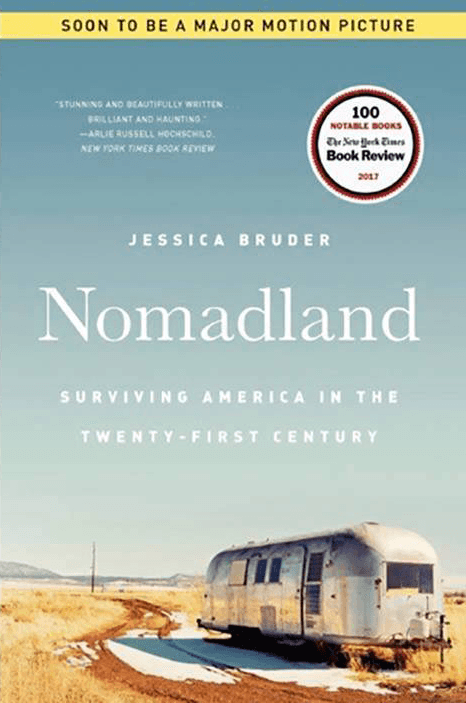 SOON TO BE A MAJOR MOTION PICTURE
"STUNNING AND BEAUTIFULLY WRITTEN . . .
BRILLIANT AND HAUNTING."
—ARLIE RUSSELL HOCHSCHILD,
NEW YORK TIMES BOOK REVIEW
100
NOTABLE BOOKS
The New York Times
Book Review
2017
JESSICA BRUDER
Nomadland
SURVIVING AMERICA IN THE
TWENTY-FIRST CENTURY